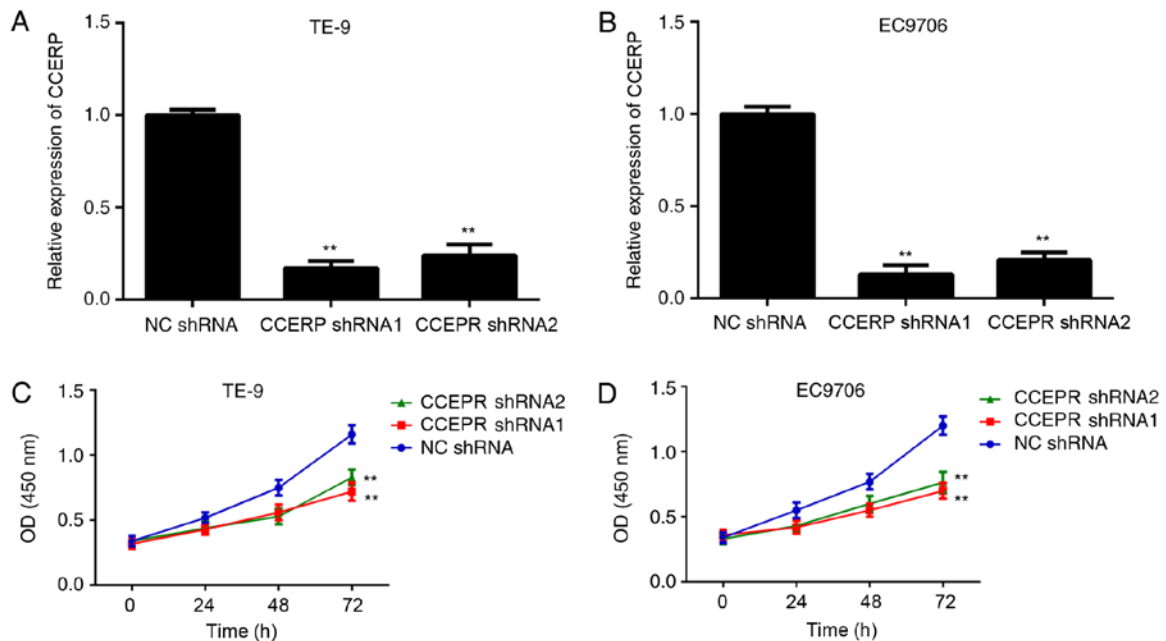 A
TE-9
Relative expression of CCERP
1.5
1.0
0.5
0.0
**
**
NC shRNA CCERP shRNA1 CCEPR shRNA2
B
EC9706
Relative expression of CCERP
1.5
1.0
0.5
0.0
**
**
NC shRNA CCERP shRNA1 CCEPR shRNA2
C
TE-9
OD (450 nm)
1.5
1.0
0.5
0.0
0 24 48 72
Time (h)
CCEPR shRNA2
CCEPR shRNA1
NC shRNA
**
**
D
EC9706
OD (450 nm)
1.5
1.0
0.5
0.0
0 24 48 72
Time (h)
CCEPR shRNA2
CCEPR shRNA1
NC shRNA
**
**